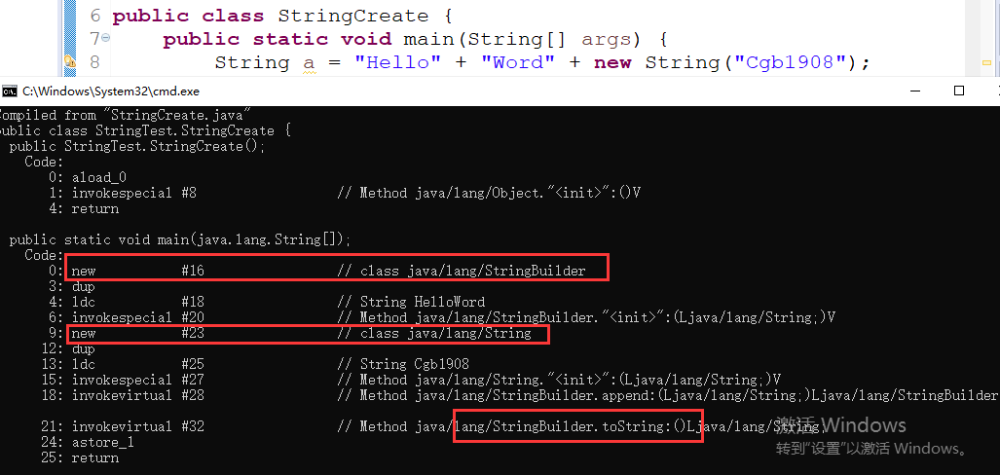 6 public class StringCreate {
7 public static void main(String[] args) {
8 String a = "Hello" + "Word" + new String("Cgb1908");
C:\Windows\System32\cmd.exe
Compiled from "StringCreate.java"
public class StringTest.StringCreate {
public StringTest.StringCreate();
Code:
0: aload_0
1: invokespecial #8 // Method java/lang/Object."<init>":()V
4: return
public static void main(java.lang.String[]);
Code:
0: new #16 // class java/lang/StringBuilder
3: dup
4: ldc #18 // String HelloWord
6: invokespecial #20 // Method java/lang/StringBuilder."<init>":(Ljava/lang/String;)V
9: new #23 // class java/lang/String
12: dup
13: ldc #25 // String Cgb1908
15: invokespecial #27 // Method java/lang/String."<init>":(Ljava/lang/String;)V
18: invokevirtual #28 // Method java/lang/StringBuilder.append:(Ljava/lang/String;)Ljava/lang/StringBuilder
21: invokevirtual #32 // Method java/lang/StringBuilder.toString:()Ljava/lang/String;
24: astore_1
25: return
激活 Windows
转到"设置"以激活 Windows。